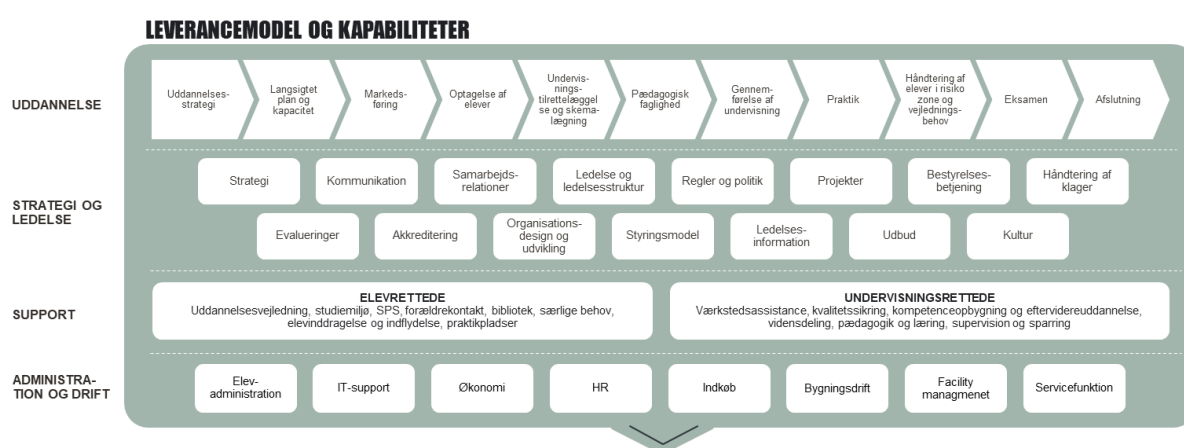 LEVERANCEMODEL OG KAPABILITETER
UDDANNELSE
Uddannelses-
strategi
Langsigtet
plan og
kapacitet
Markeds-
føring
Optagelse af
elever
Undervis-
nings-
tilrettelæggel
se og skema-
lægning
Pædagogisk
faglighed
Gennem-
førelse af
undervisning
Praktik
Håndtering af
elever i risiko
zone og
vejlednings-
behov
Eksamen
Afslutning
STRATEGI OG
LEDELSE
Strategi
Kommunikation
Samarbejds-
relationer
Ledelse og
ledelsesstruktur
Regler og politik
Projekter
Bestyrelses-
betjening
Håndtering af
klager
Evalueringer
Akkreditering
Organisations-
design og
udvikling
Styringsmodel
Ledelses-
information
Udbud
Kultur
SUPPORT
ELEVRETTEDE
Uddannelsesvejledning, studiemiljø, SPS, forældrekontakt, bibliotek, særlige behov,
elevinddragelse og indflydelse, praktikpladser
UNDERVISNINGSRETTEDE
Værkstedsassistance, kvalitetssikring, kompetenceopbygning og eftervidereuddannelse,
vidensdeling, pædagogik og læring, supervision og sparring
ADMINISTRA-
TION OG DRIFT
Elev-
administration
IT-support
Økonomi
HR
Indkøb
Bygningsdrift
Facility
managmenet
Servicefunktion